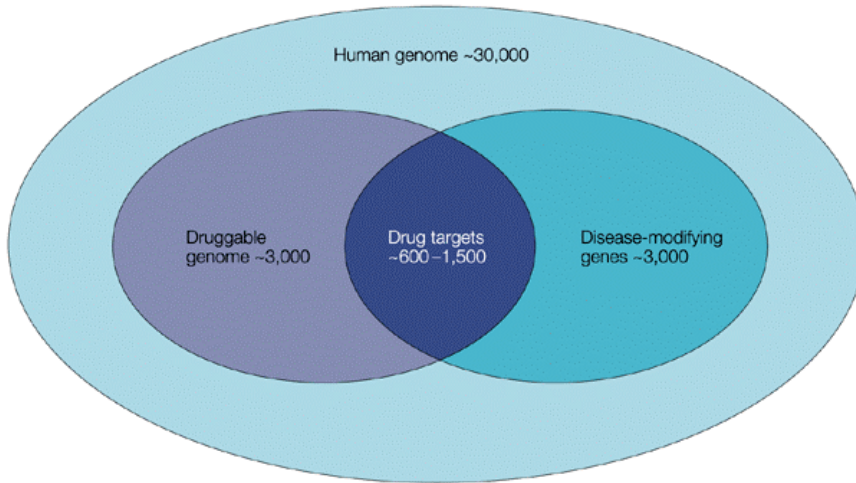 Human genome ~30,000
Druggable
genome ~3,000
Drug targets
~600–1,500
Disease-modifying
genes ~3,000